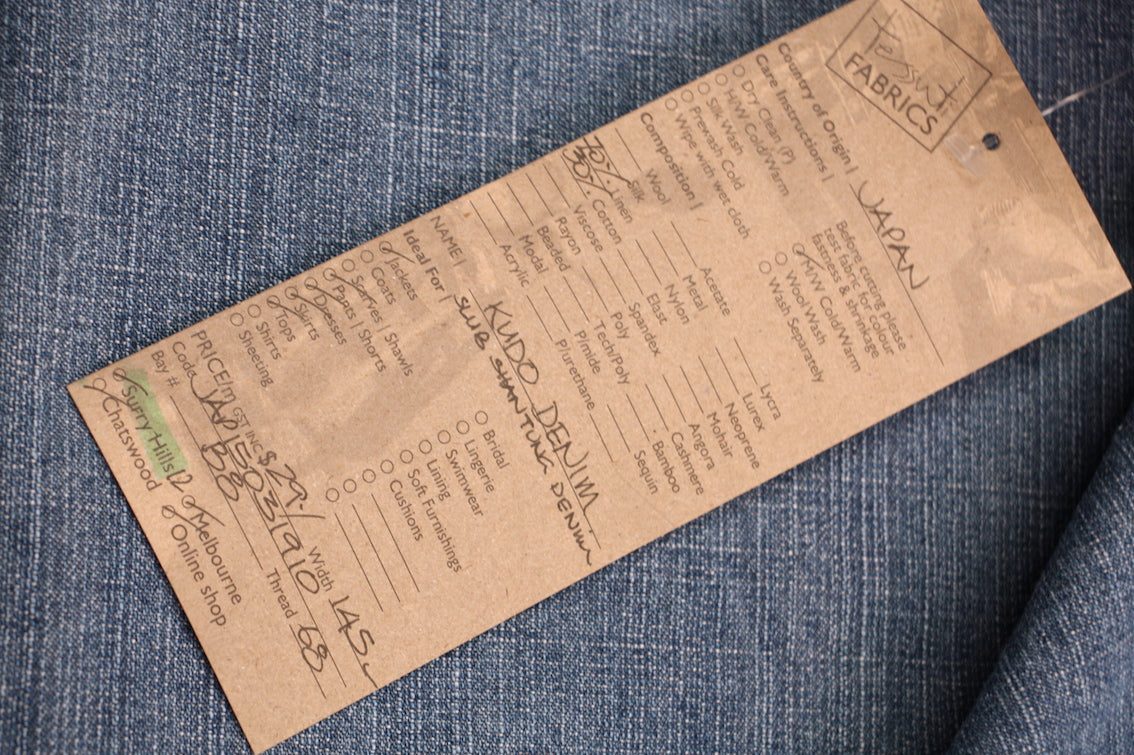 Tessuti
FABRICS
Country of Origin | JAPAN
Care Instructions |
Dry Clean (P)
H/W Cold/Warm
Silk Wash
Prewash Cold
Wipe with wet cloth
Before cutting please
test fabric for colour
fastness & shrinkage
M/W Cold/Warm
Wool Wash
Wash Separately
Composition |
Wool
Silk
70% Linen
30% Cotton
Viscose
Rayon
Beaded
Modal
Acrylic
Acetate
Metal
Nylon
Elast
Spandex
Poly
Tech/Poly
P/mide
P/urethane
Lycra
Lurex
Neoprene
Mohair
Angora
Cashmere
Bamboo
Sequin
NAME | KUDO DENIM
SLUB SHANTUNG DENIM
Ideal For |
Jackets
Coats
Scarves | Shawls
Pants | Shorts
Dresses
Skirts
Tops
Shirts
Sheeting
Bridal
Lingerie
Swimwear
Lining
Soft Furnishings
Cushions
PRICE/m GST INC $29./ Width 145
Code Thread 68
Bay # B8
Surry Hills
Chatswood
Melbourne
Online shop